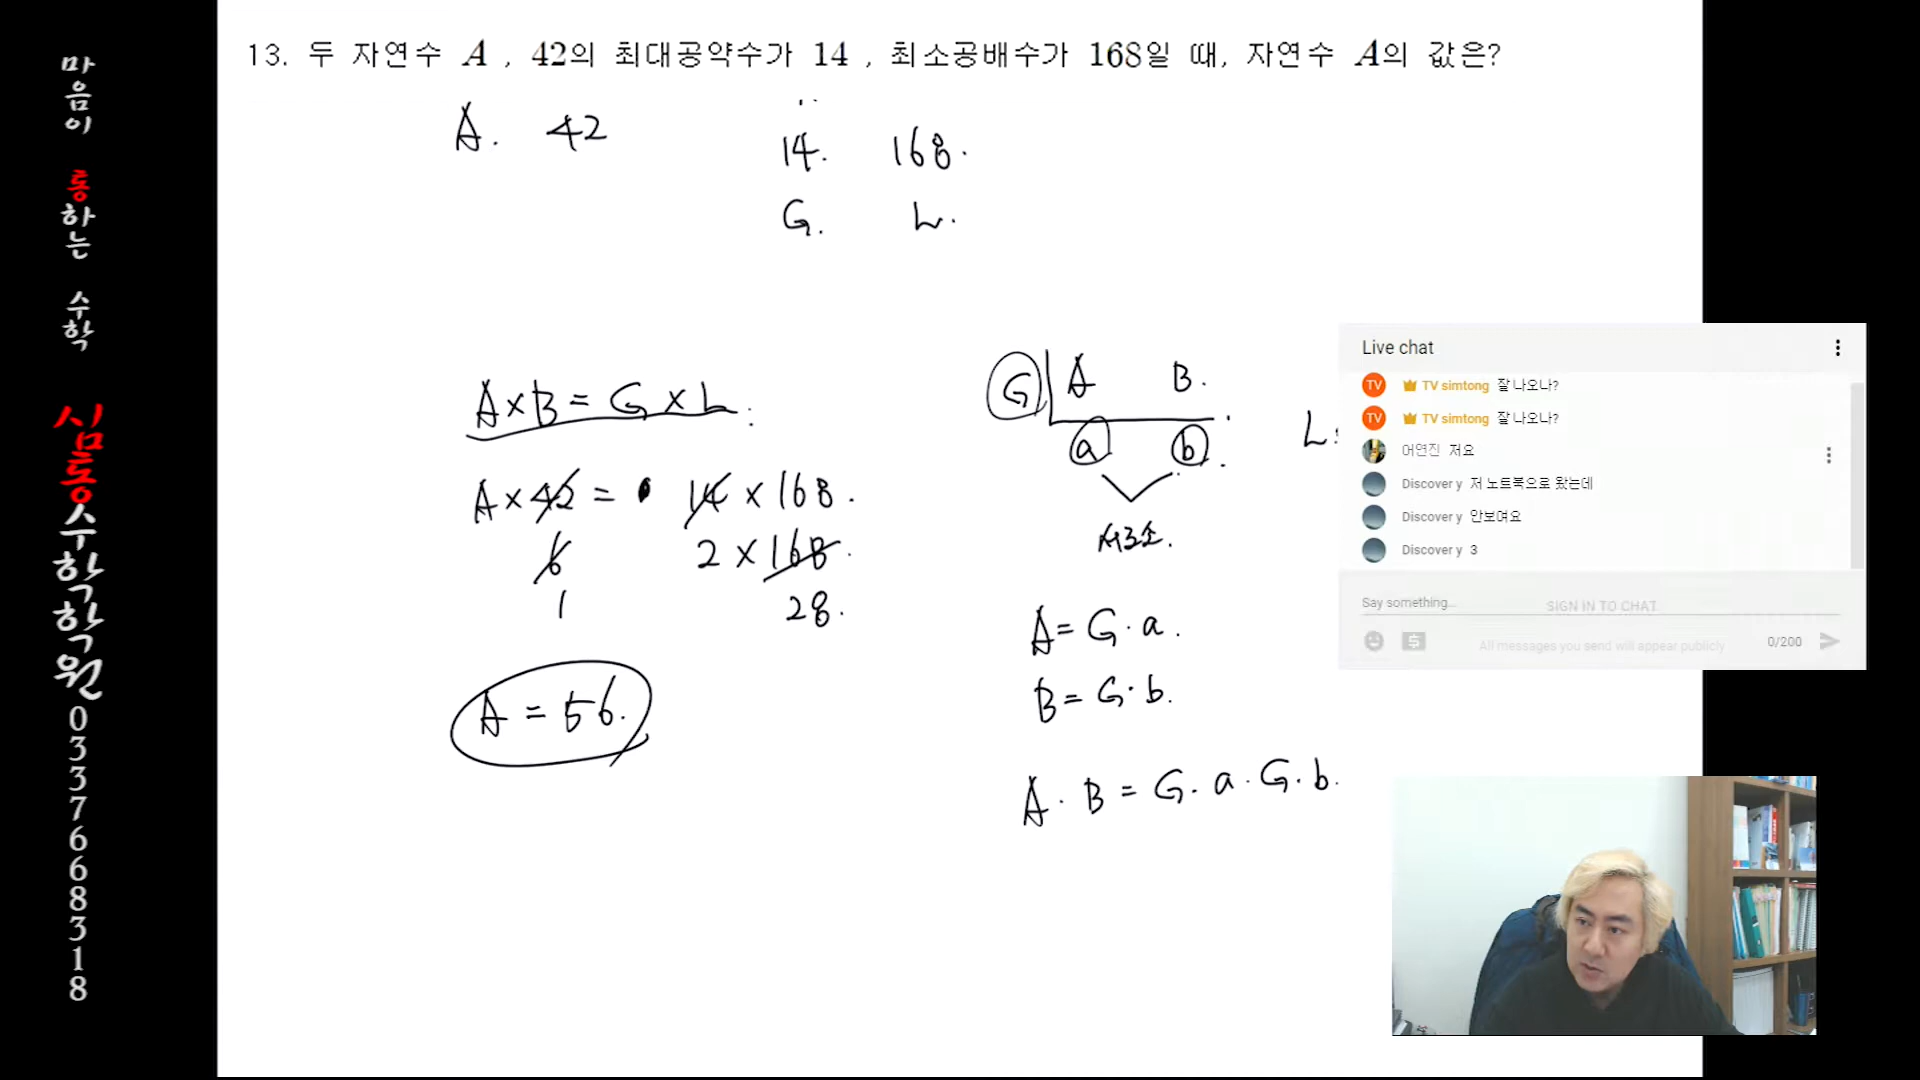 마음이 통하는 수학 심통수학학원 0337668318
13. 두 자연수 A , 42의 최대공약수가 14 , 최소공배수가 168일 때, 자연수 A의 값은?
A. 42
14. 168.
G. L.
A×B = G×L.
A×42 = 14×168.
6 2×168.
1 28.
A = 56.
G A B.
a b.
서로소.
L
A = G·a.
B = G·b.
A·B = G·a·G·b.
Live chat
TV TV simtong 잘 나오나?
TV TV simtong 잘 나오나?
어연진 저요
Discover y 저 노트북으로 왔는데
Discover y 안보여요
Discover y 3
Say something...
SIGN IN TO CHAT
All messages you send will appear publicly
0/200